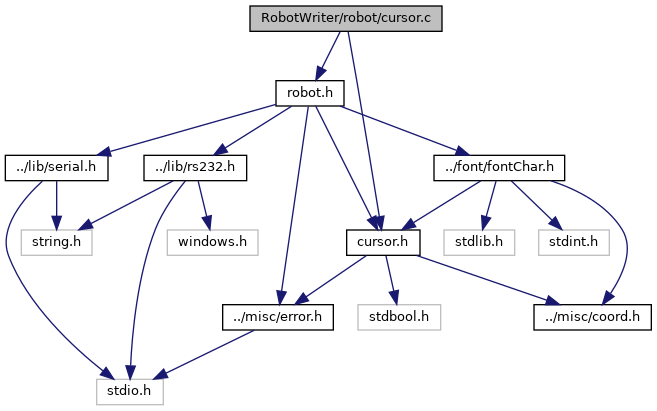 RobotWriter/robot/cursor.c
robot.h
../lib/serial.h
../lib/rs232.h
../font/fontChar.h
string.h
windows.h
cursor.h
stdlib.h
stdint.h
../misc/error.h
stdbool.h
../misc/coord.h
stdio.h